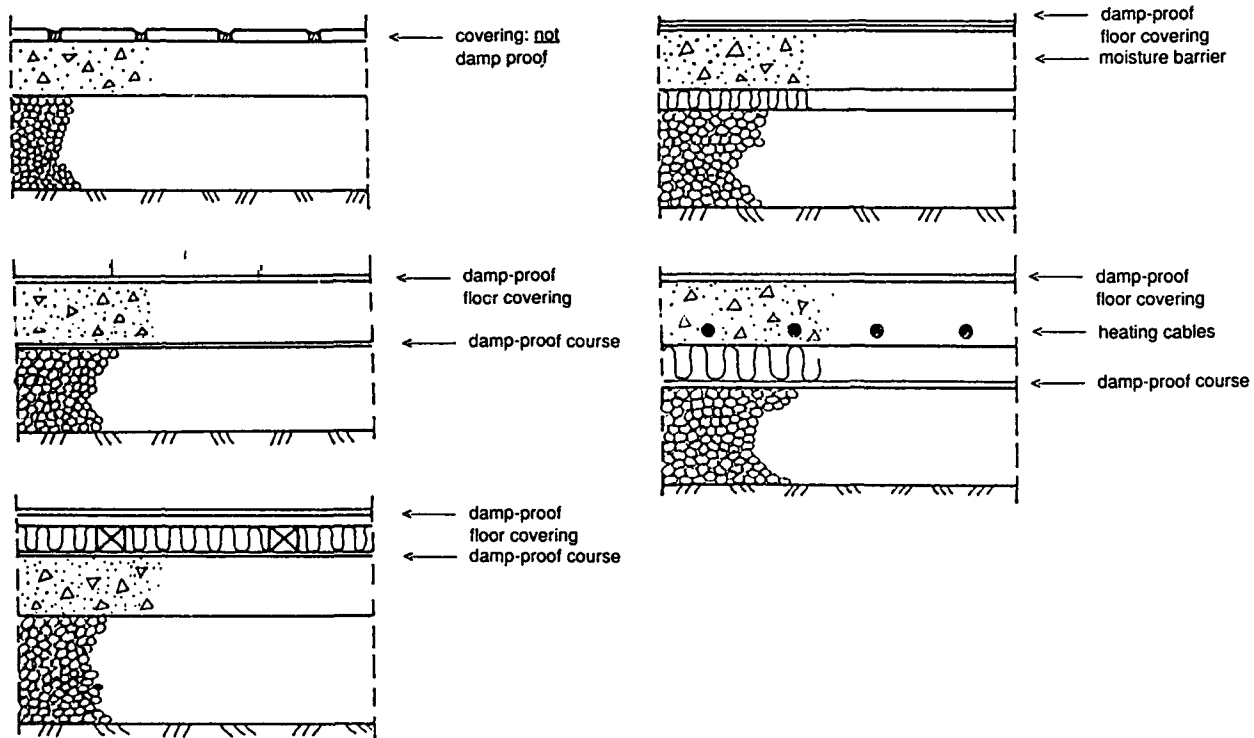 covering: not
damp proof
damp-proof
floor covering
damp-proof course
damp-proof
floor covering
damp-proof course
damp-proof
floor covering
moisture barrier
damp-proof
floor covering
heating cables
damp-proof course